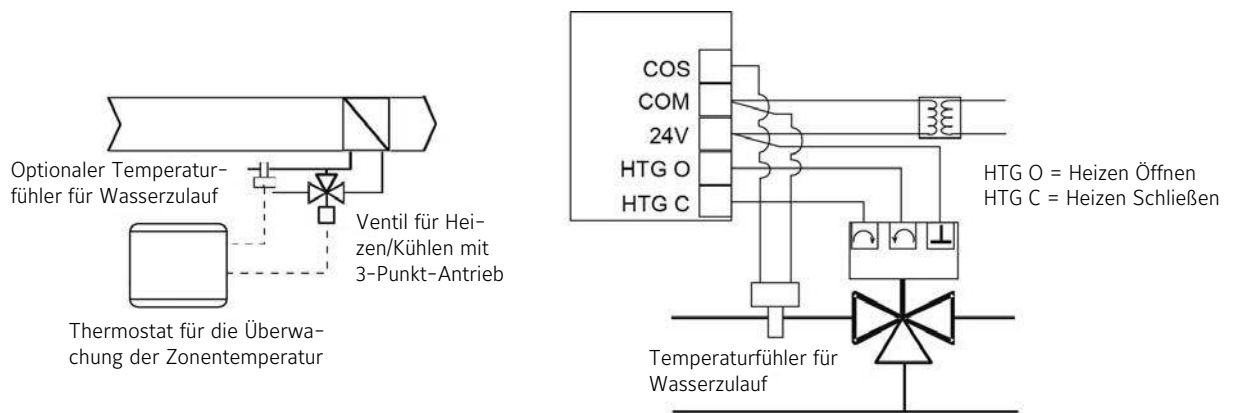 Optionaler Temperatur-
fühler für Wasserzulauf
Ventil für Hei-
zen/Kühlen mit
3-Punkt-Antrieb
Thermostat für die Überwa-
chung der Zonentemperatur
COS
COM
24V
HTG O
HTG C
HTG O = Heizen Öffnen
HTG C = Heizen Schließen
Temperaturfühler für
Wasserzulauf